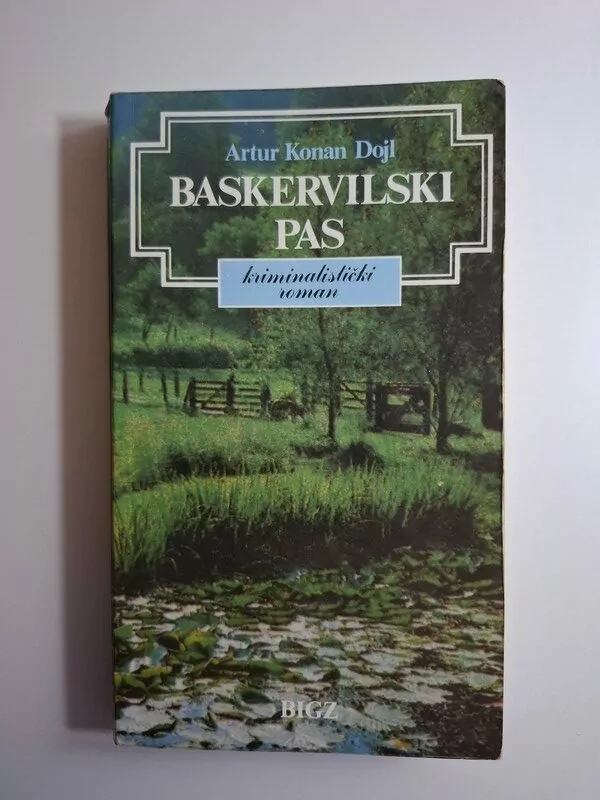 Artur Konan Dojl
BASKERVILSKI
PAS
kriminalistički
roman
BIGZ